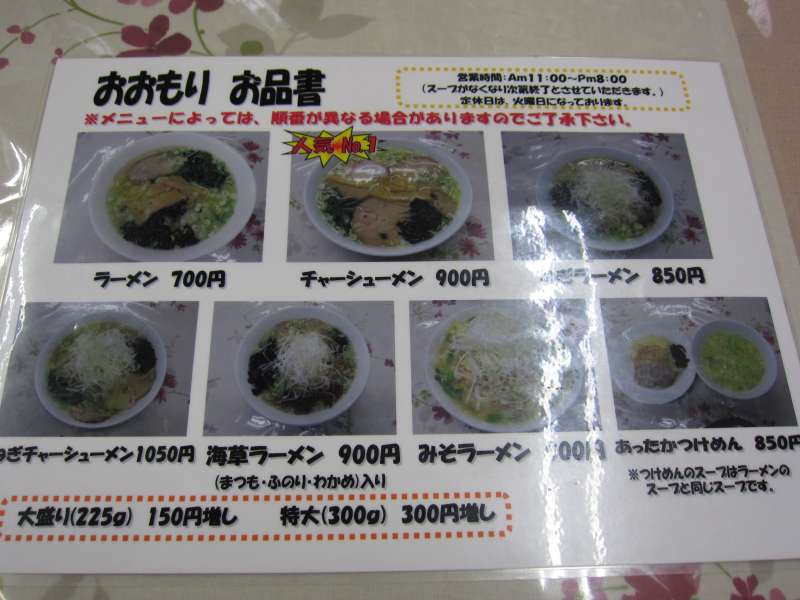 おおもり お品書
営業時間:Am11:00~Pm8:00
(スープがなくなり次第終了とさせていただきます。)
定休日は、火曜日になっております。
※メニューによっては、順番が異なる場合がありますのでご了承下さい。
人気 No.1
ラーメン 700円
チャーシューメン 900円
ぎラーメン 850円
ぎチャーシューメン1050円
海草ラーメン 900円
(まつも・ふのり・わかめ)入り
みそラーメン 00円
あったかつけめん 850円
※つけめんのスープはラーメンの
スープと同じスープです。
大盛り(225g) 150円増し 特大(300g) 300円増し